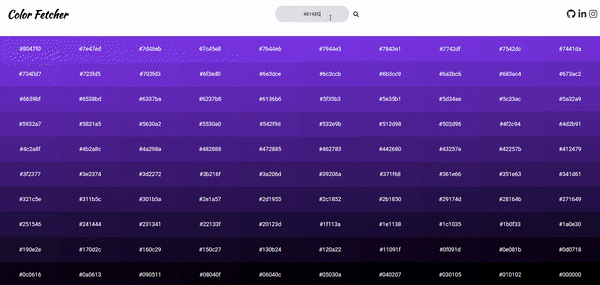 Color Fetcher
#8148f2
#8047f0 #7e47ed #7d46eb #7c45e8 #7b44e6 #7944e3 #7843e1 #7742df #7542dc #7441da
#7340d7 #723fd5 #703fd3 #6f3ed0 #6e3dce #6c3ccb #6b3cc9 #6a3bc6 #683ac4 #673ac2
#6639bf #6538bd #6337ba #6237b8 #6136b6 #5f35b3 #5e35b1 #5d34ae #5c33ac #5a32a9
#5932a7 #5831a5 #5630a2 #5530a0 #542f9d #532e9b #512d98 #502d96 #4f2c94 #4d2b91
#4c2a8f #4b2a8c #4a298a #482888 #472885 #462783 #442680 #43257e #42257b #412479
#3f2377 #3e2374 #3d2272 #3b216f #3a206d #39206a #371f68 #361e66 #351e63 #341d61
#321c5e #311b5c #301b5a #2e1a57 #2d1955 #2c1852 #2b1850 #29174d #28164b #271649
#251546 #241444 #231341 #22133f #20123d #1f113a #1e1138 #1c1035 #1b0f33 #1a0e30
#190e2e #170d2c #160c29 #150c27 #130b24 #120a22 #11091f #0f091d #0e081b #0d0718
#0c0616 #0a0613 #090511 #08040f #06040c #05030a #040207 #030105 #010102 #000000